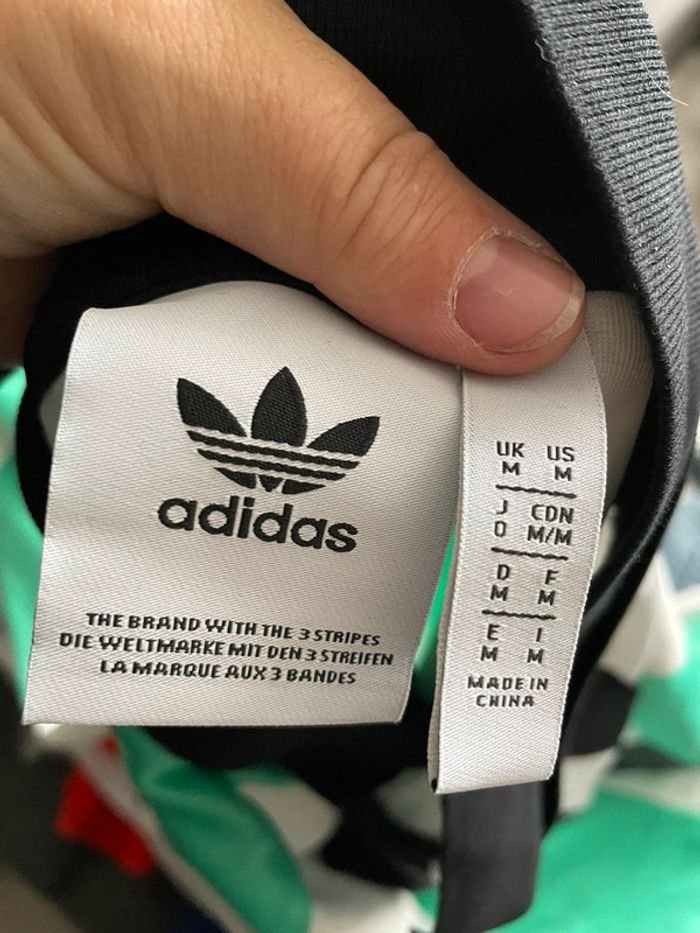 adidas
THE BRAND WITH THE 3 STRIPES
DIE WELTMARKE MIT DEN 3 STREIFEN
LA MARQUE AUX 3 BANDES
UK US
M M
J CDN
O M/M
D F
M M
E I
M M
MADE IN
CHINA